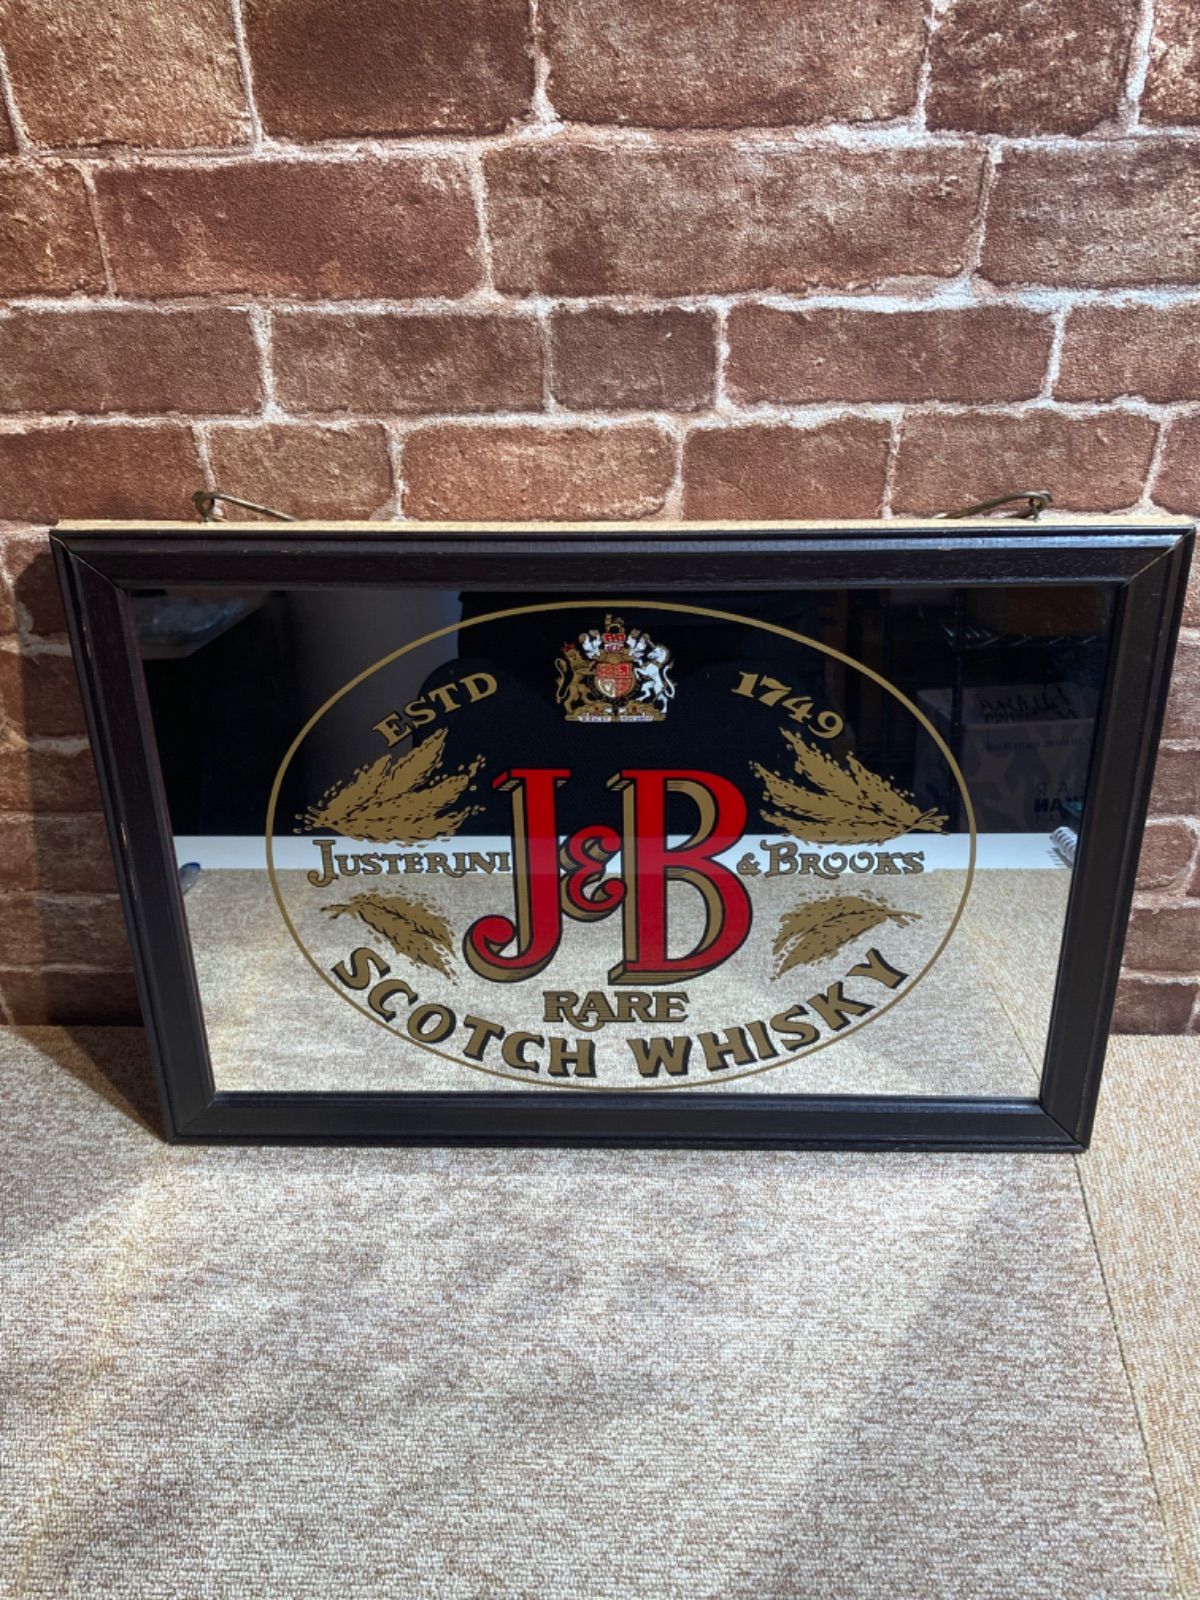 ESTD 1749
J&B
JUSTERINI & BROOKS
RARE
SCOTCH WHISKY